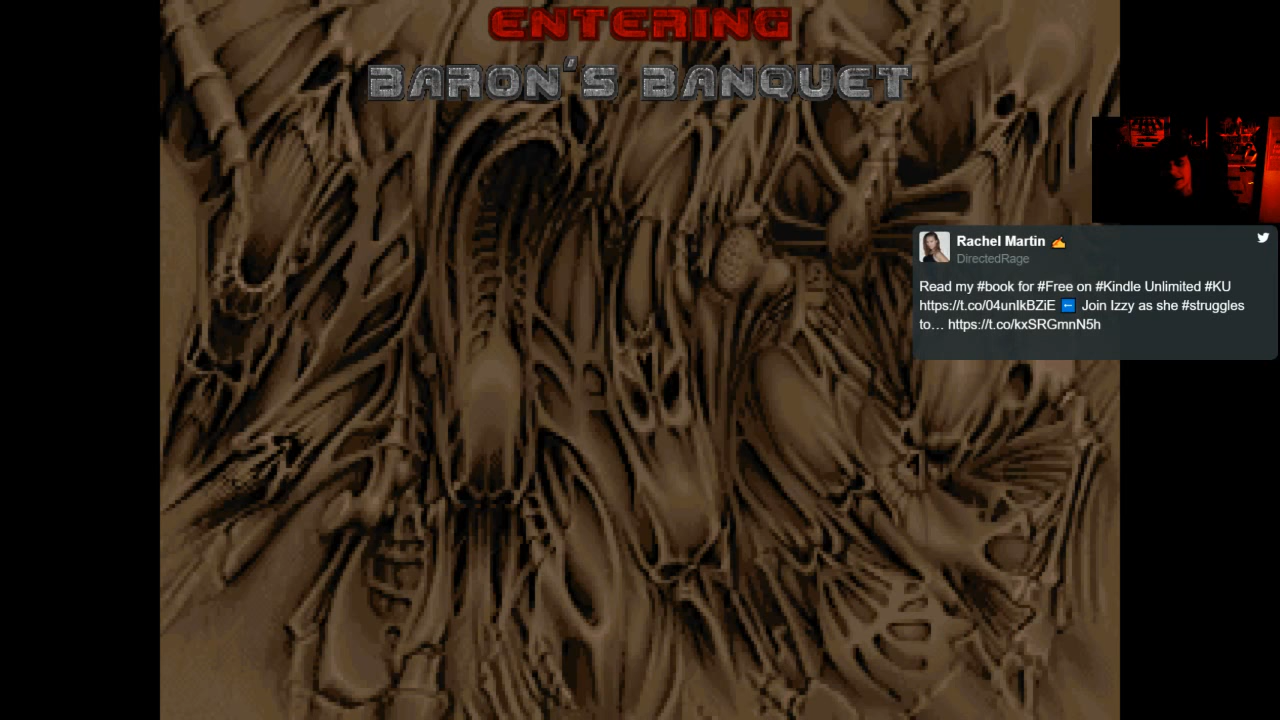 ENTERING
BARON'S BANQUET
Rachel Martin ✍
DirectedRage
Read my #book for #Free on #Kindle Unlimited #KU
https://t.co/04unIkBZiE ⬅ Join Izzy as she #struggles
to… https://t.co/kxSRGmnN5h